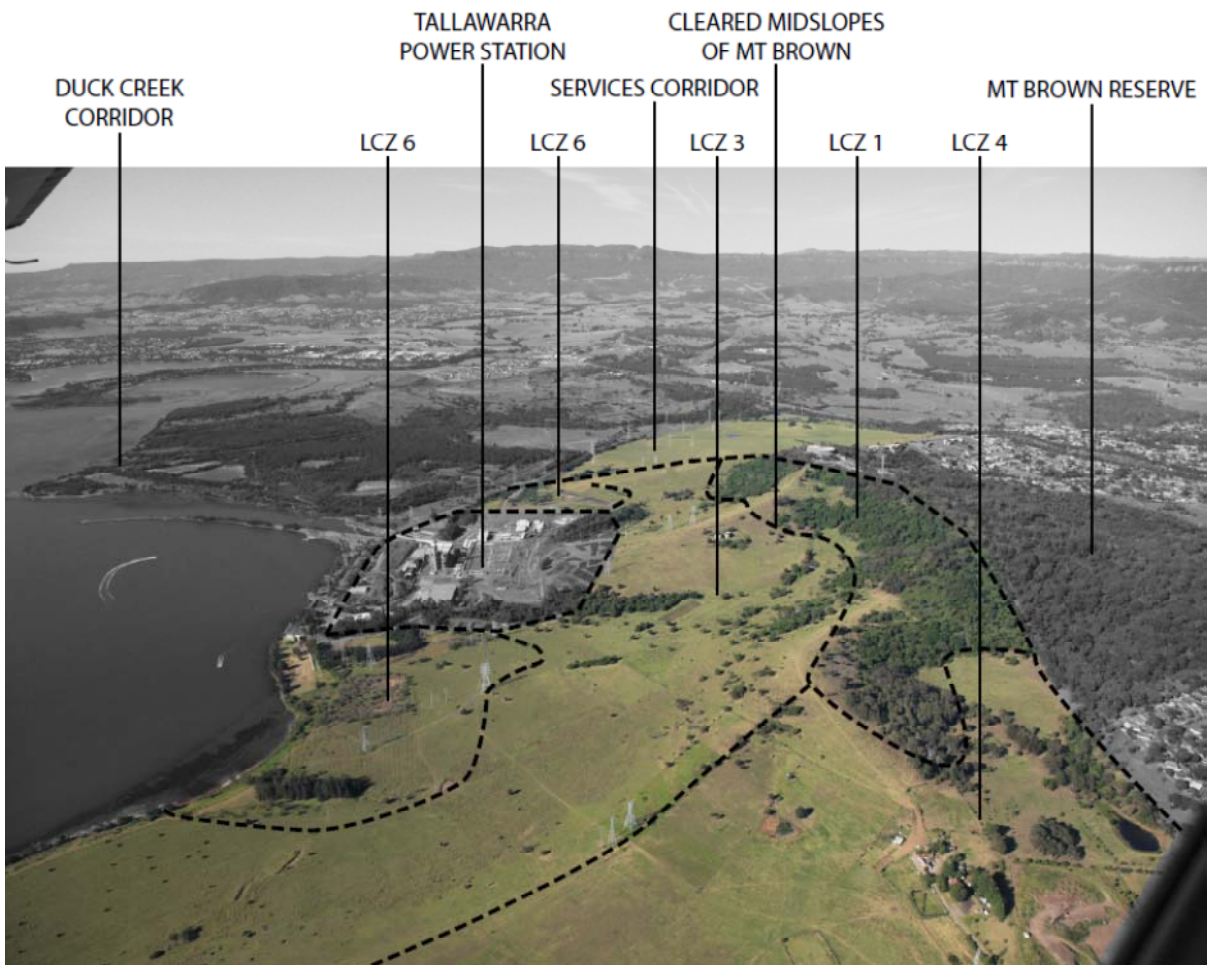 TALLAWARRA
POWER STATION
CLEARED MIDSLOPES
OF MT BROWN
DUCK CREEK
CORRIDOR
SERVICES CORRIDOR
MT BROWN RESERVE
LCZ 6
LCZ 6
LCZ 3
LCZ 1
LCZ 4